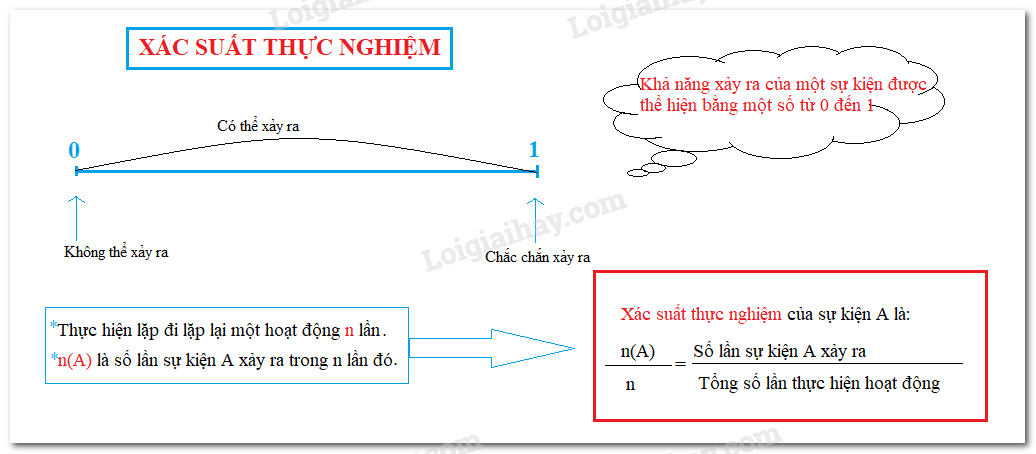 Loigiaihay.com
XÁC SUẤT THỰC NGHIỆM
Khả năng xảy ra của một sự kiện được
thể hiện bằng một số từ 0 đến 1
Có thể xảy ra
0
1
Loigiaihay.com
Không thể xảy ra
Chắc chắn xảy ra
*Thực hiện lặp đi lặp lại một hoạt động n lần.
*n(A) là số lần sự kiện A xảy ra trong n lần đó.
Xác suất thực nghiệm của sự kiện A là:
n(A)
n
=
Số lần sự kiện A xảy ra
Tổng số lần thực hiện hoạt động